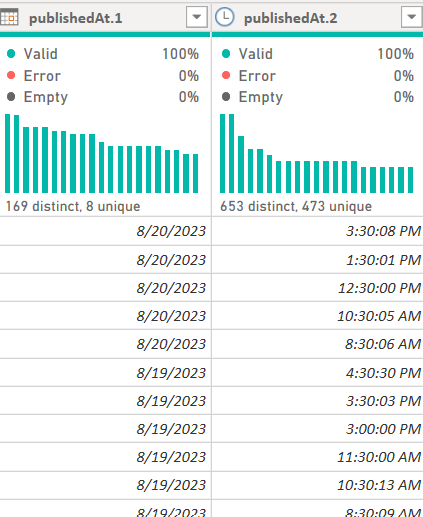 publishedAt.1 publishedAt.2
Valid 100% Valid 100%
Error 0% Error 0%
Empty 0% Empty 0%
169 distinct, 8 unique 653 distinct, 473 unique
8/20/2023 3:30:08 PM
8/20/2023 1:30:01 PM
8/20/2023 12:30:00 PM
8/20/2023 10:30:05 AM
8/20/2023 8:30:06 AM
8/19/2023 4:30:30 PM
8/19/2023 3:30:03 PM
8/19/2023 3:00:00 PM
8/19/2023 11:30:00 AM
8/19/2023 10:30:13 AM
8/19/2023 8:30:09 AM